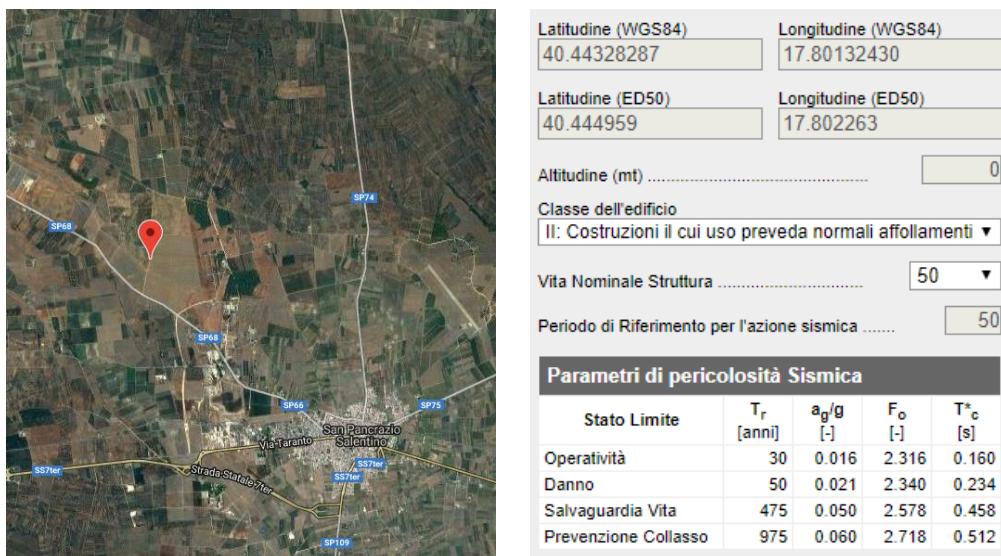 SP74
SP68
SP68
SP66
SP75
San Pancrazio
Salentino
Via-Taranto
SS7ter
SS7ter
Strada-Statale-7ter
SS7ter
SP109
Latitudine (WGS84) Longitudine (WGS84)
40.44328287 17.80132430
Latitudine (ED50) Longitudine (ED50)
40.444959 17.802263
Altitudine (mt) ................................................ 0
Classe dell'edificio
II: Costruzioni il cui uso preveda normali affollamenti ▼
Vita Nominale Struttura ............................... 50 ▼
Periodo di Riferimento per l'azione sismica ....... 50
Parametri di pericolosità Sismica
Stato Limite Tr [anni] ag/g [-] Fo [-] T*c [s]
Operatività 30 0.016 2.316 0.160
Danno 50 0.021 2.340 0.234
Salvaguardia Vita 475 0.050 2.578 0.458
Prevenzione Collasso 975 0.060 2.718 0.512